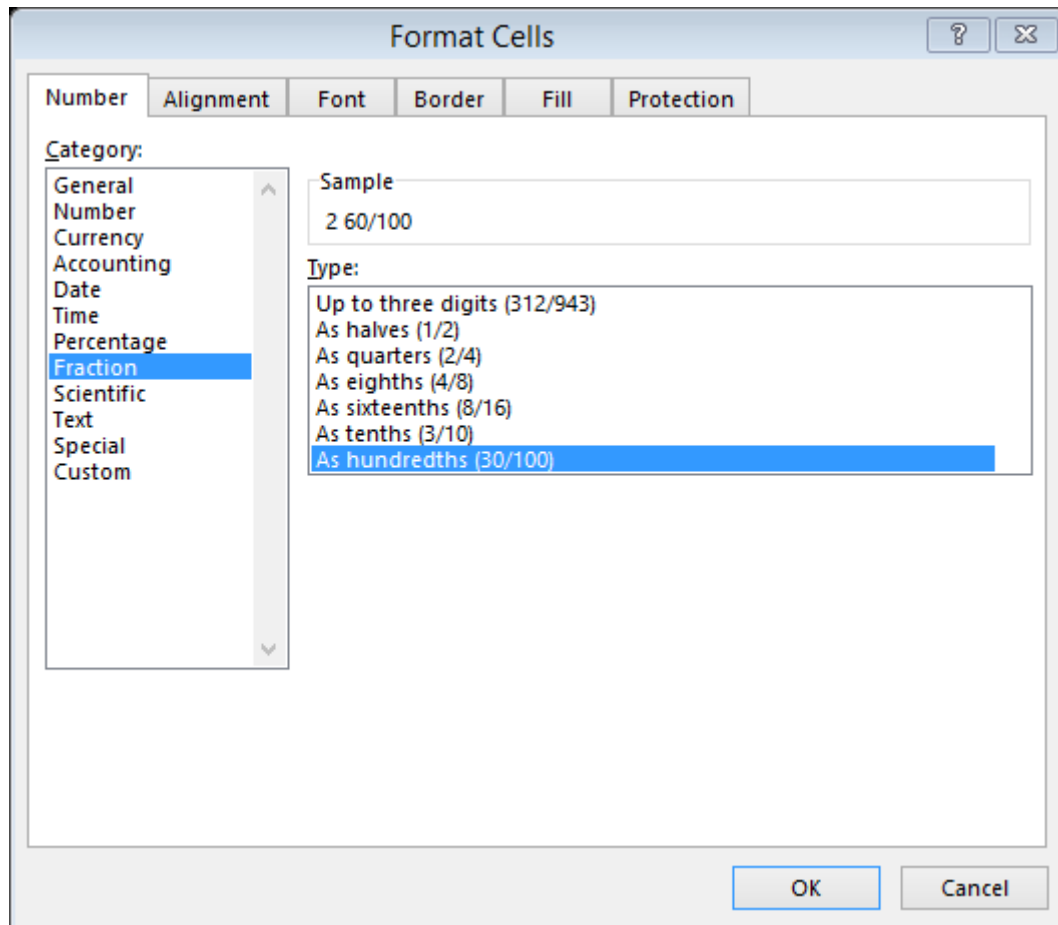 Format Cells
?
Number Alignment Font Border Fill Protection
Category:
General
Number
Currency
Accounting
Date
Time
Percentage
Fraction
Scientific
Text
Special
Custom
Sample
2 60/100
Type:
Up to three digits (312/943)
As halves (1/2)
As quarters (2/4)
As eighths (4/8)
As sixteenths (8/16)
As tenths (3/10)
As hundredths (30/100)
OK Cancel